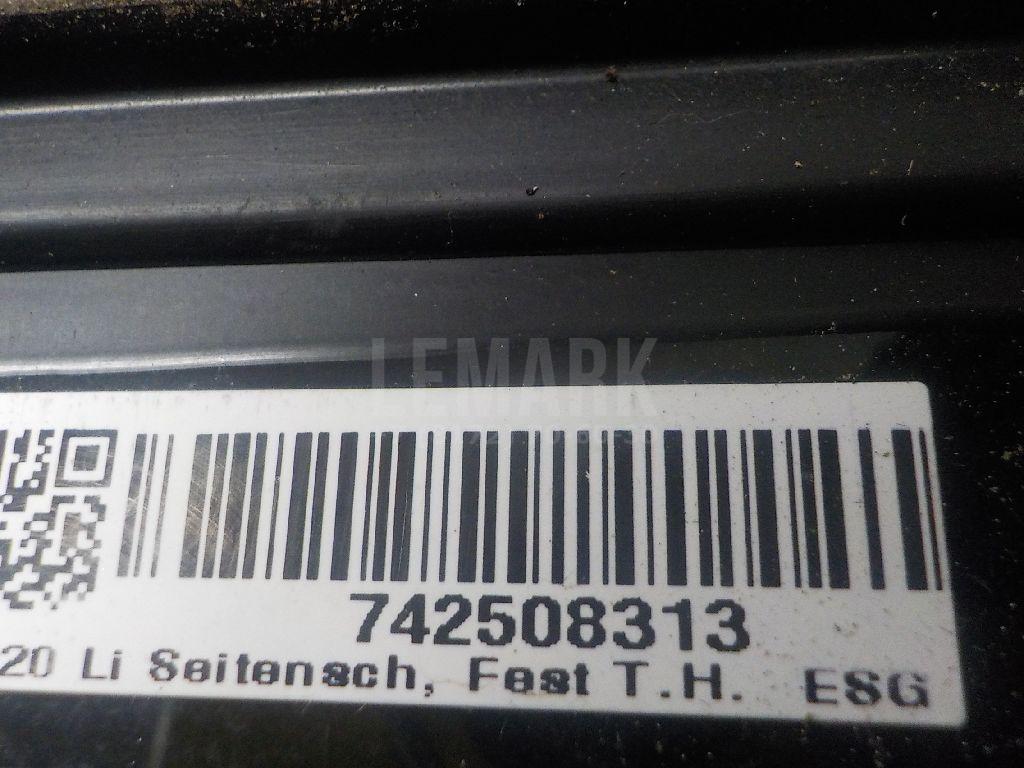 LEMARK
742508313
20 Li Seitensch, Fest T.H. ESG